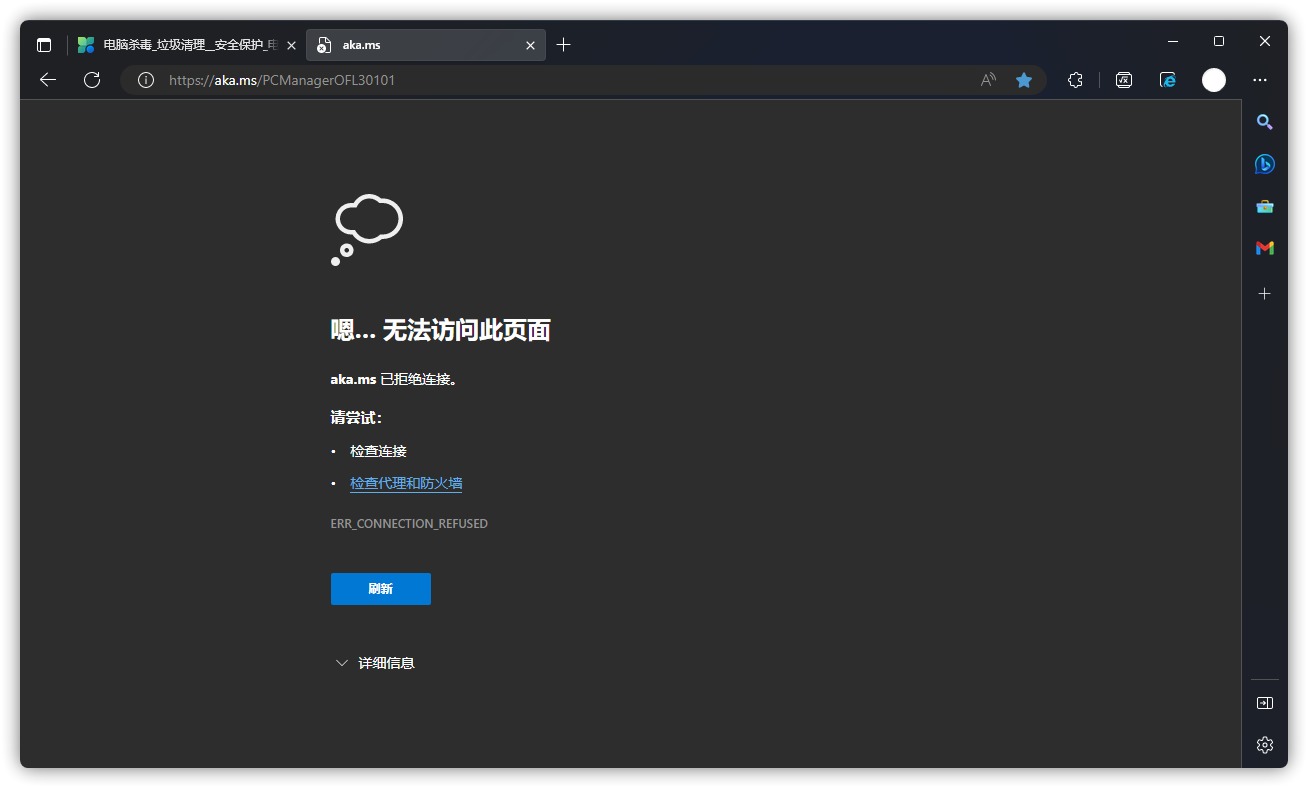 电脑杀毒_垃圾清理__安全保护_电
aka.ms
https://aka.ms/PCManagerOFL30101
嗯… 无法访问此页面
aka.ms 已拒绝连接。
请尝试：
• 检查连接
• 检查代理和防火墙
ERR_CONNECTION_REFUSED
刷新
详细信息